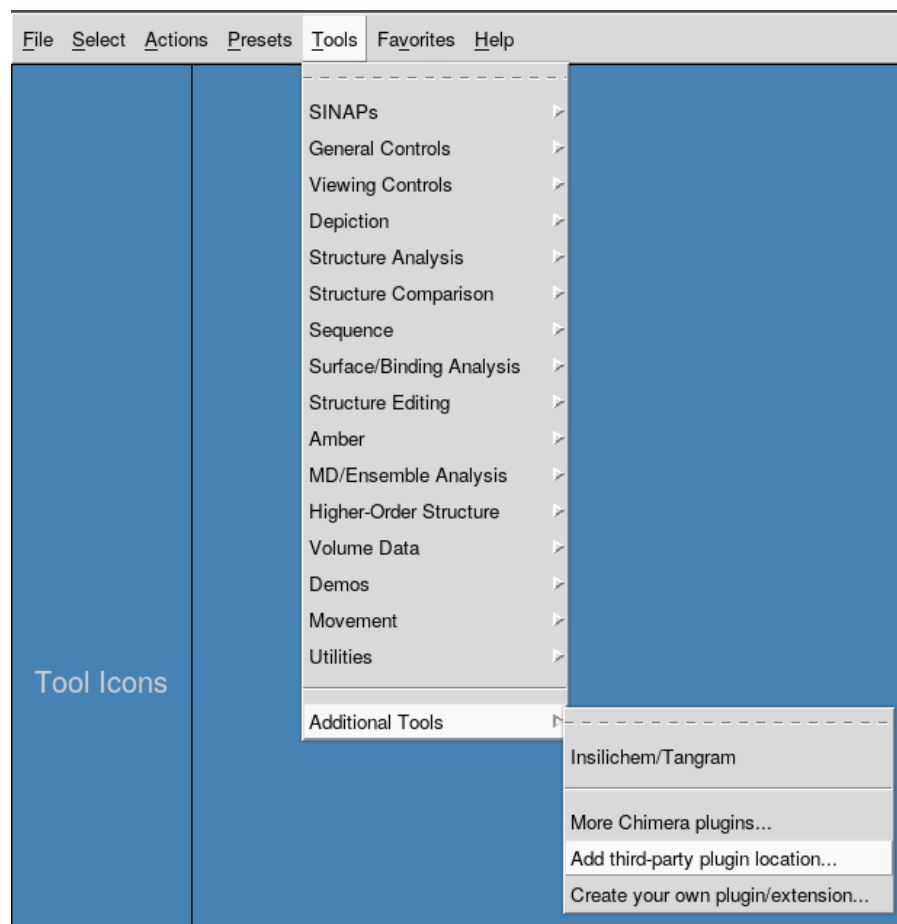 File Select Actions Presets Tools Favorites Help
SINAPs
General Controls
Viewing Controls
Depiction
Structure Analysis
Structure Comparison
Sequence
Surface/Binding Analysis
Structure Editing
Amber
MD/Ensemble Analysis
Higher-Order Structure
Volume Data
Demos
Movement
Utilities
Tool Icons
Additional Tools
Insilichem/Tangram
More Chimera plugins...
Add third-party plugin location...
Create your own plugin/extension...